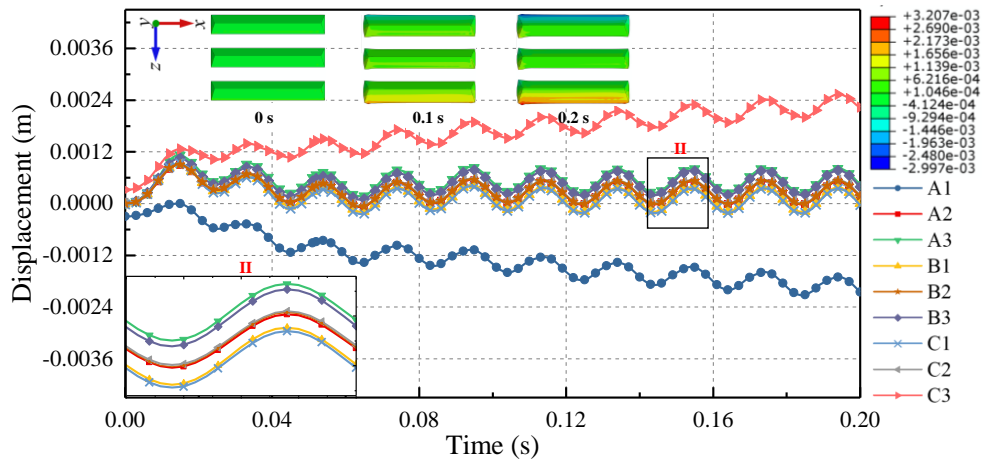 y
x
z
0 s
0.1 s
0.2 s
+3.207e-03
+2.690e-03
+2.173e-03
+1.656e-03
+1.139e-03
+6.216e-04
-4.124e-04
-9.294e-04
-1.446e-03
-1.963e-03
-2.480e-03
-2.997e-03
Displacement (m)
0.0036
0.0024
0.0012
0.0000
-0.0012
-0.0024
-0.0036
II
II
A1
A2
A3
B1
B2
B3
C1
C2
C3
0.00
0.04
0.08
0.12
0.16
0.20
Time (s)